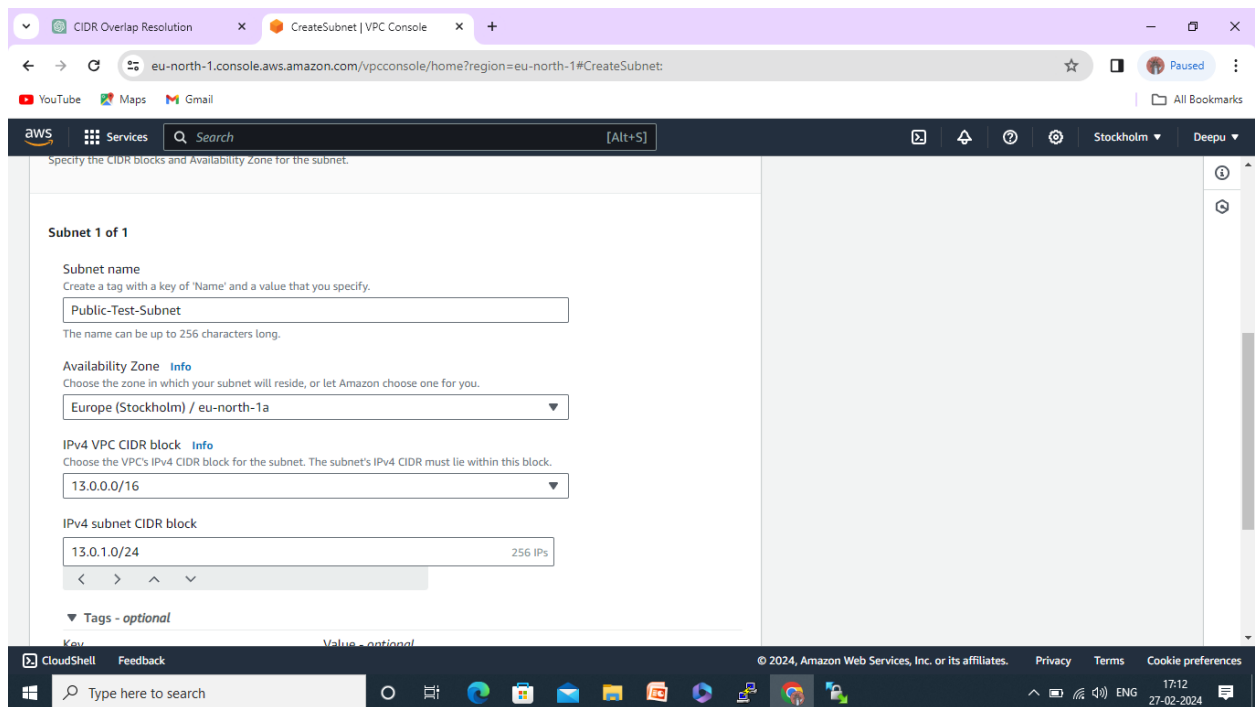 CIDR Overlap Resolution
CreateSubnet | VPC Console
eu-north-1.console.aws.amazon.com/vpcconsole/home?region=eu-north-1#CreateSubnet:
Paused
YouTube Maps Gmail
All Bookmarks
aws Services Search [Alt+S] Stockholm Deepu
Specify the CIDR blocks and Availability Zone for the subnet.
Subnet 1 of 1
Subnet name
Create a tag with a key of 'Name' and a value that you specify.
Public-Test-Subnet
The name can be up to 256 characters long.
Availability Zone Info
Choose the zone in which your subnet will reside, or let Amazon choose one for you.
Europe (Stockholm) / eu-north-1a
IPv4 VPC CIDR block Info
Choose the VPC's IPv4 CIDR block for the subnet. The subnet's IPv4 CIDR must lie within this block.
13.0.0.0/16
IPv4 subnet CIDR block
13.0.1.0/24 256 IPs
Tags - optional
Key Value - optional
CloudShell Feedback © 2024, Amazon Web Services, Inc. or its affiliates. Privacy Terms Cookie preferences
Type here to search
ENG
17:12
27-02-2024